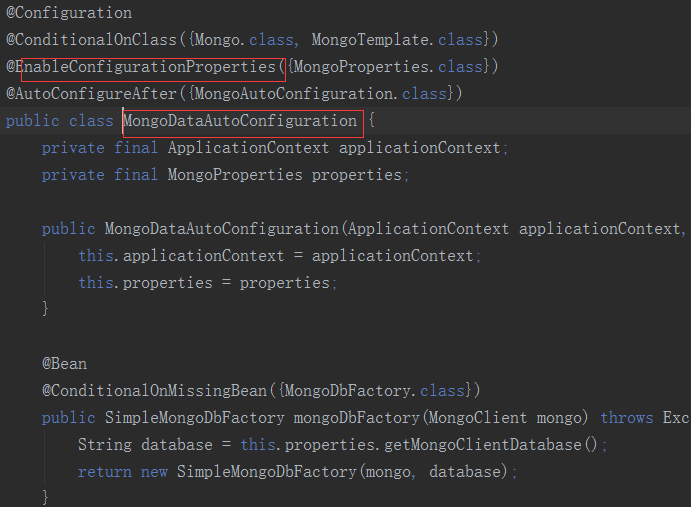 @Configuration
@ConditionalOnClass({Mongo.class, MongoTemplate.class})
@EnableConfigurationProperties({MongoProperties.class})
@AutoConfigureAfter({MongoAutoConfiguration.class})
public class MongoDataAutoConfiguration {
    private final ApplicationContext applicationContext;
    private final MongoProperties properties;
    public MongoDataAutoConfiguration(ApplicationContext applicationContext,
        this.applicationContext = applicationContext;
        this.properties = properties;
    }
    @Bean
    @ConditionalOnMissingBean({MongoDbFactory.class})
    public SimpleMongoDbFactory mongoDbFactory(MongoClient mongo) throws Exc
        String database = this.properties.getMongoClientDatabase();
        return new SimpleMongoDbFactory(mongo, database);
    }